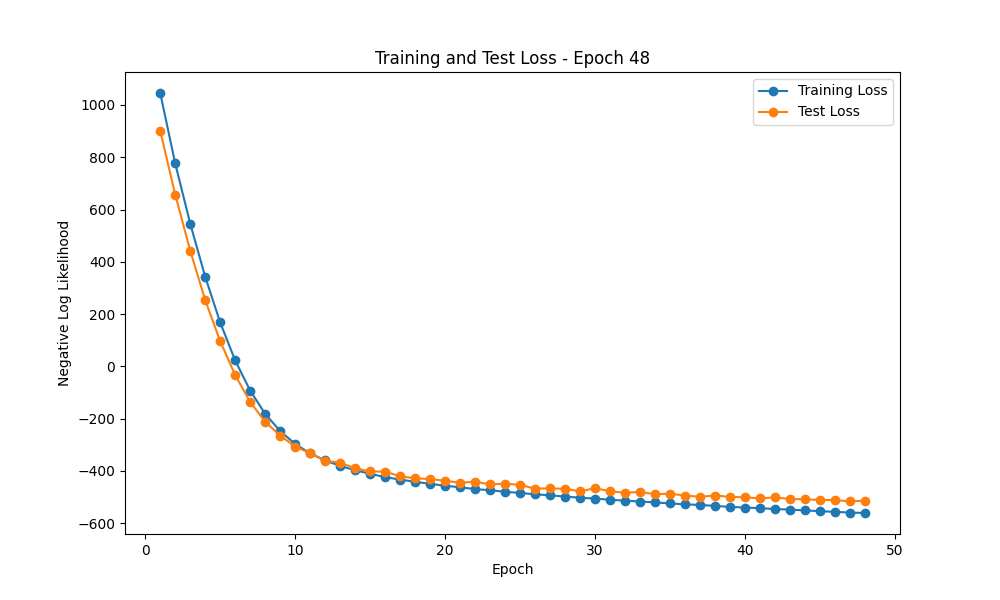 Training and Test Loss - Epoch 48
Training Loss
Test Loss
Negative Log Likelihood
1000
800
600
400
200
0
−200
−400
−600
0 10 20 30 40 50
Epoch